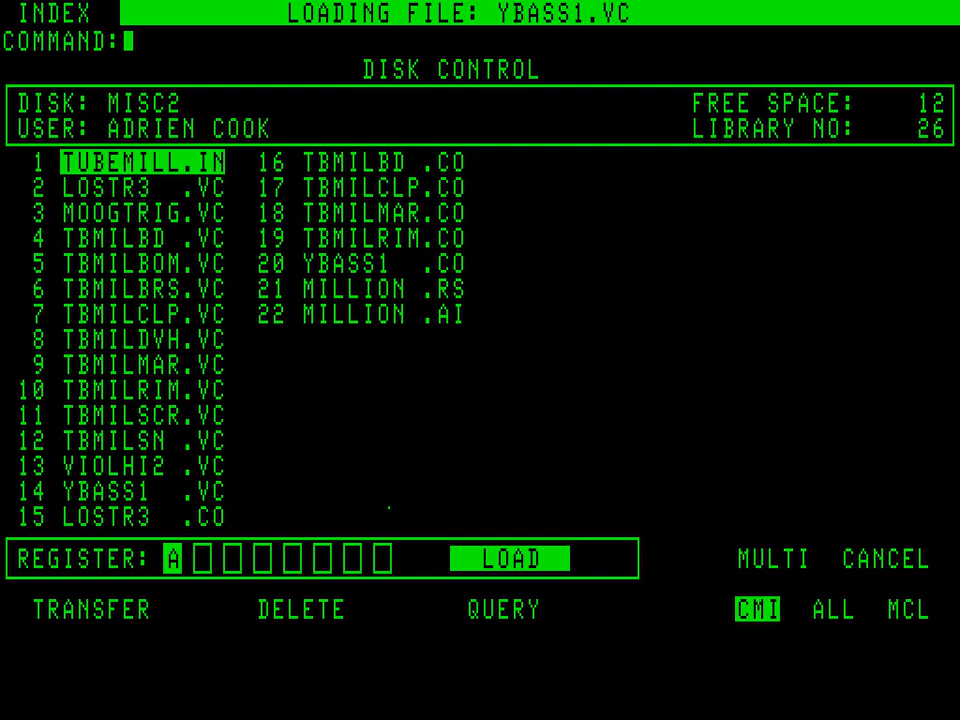 INDEX LOADING FILE: YBASS1.VC
COMMAND:
DISK CONTROL
DISK: MISC2 FREE SPACE: 12
USER: ADRIEN COOK LIBRARY NO: 26
1 TUBEMILL.IN 16 TBMILBD .CO
2 LOSTR3 .VC 17 TBMILCLP.CO
3 MOOGTRIG.VC 18 TBMILMAR.CO
4 TBMILBD .VC 19 TBMILRIM.CO
5 TBMILBOM.VC 20 YBASS1 .CO
6 TBMILBRS.VC 21 MILLION .RS
7 TBMILCLP.VC 22 MILLION .AI
8 TBMILDVH.VC
9 TBMILMAR.VC
10 TBMILRIM.VC
11 TBMILSCR.VC
12 TBMILSN .VC
13 VIOLHI2 .VC
14 YBASS1 .VC
15 LOSTR3 .CO
REGISTER: A LOAD MULTI CANCEL
TRANSFER DELETE QUERY CMI ALL MCL